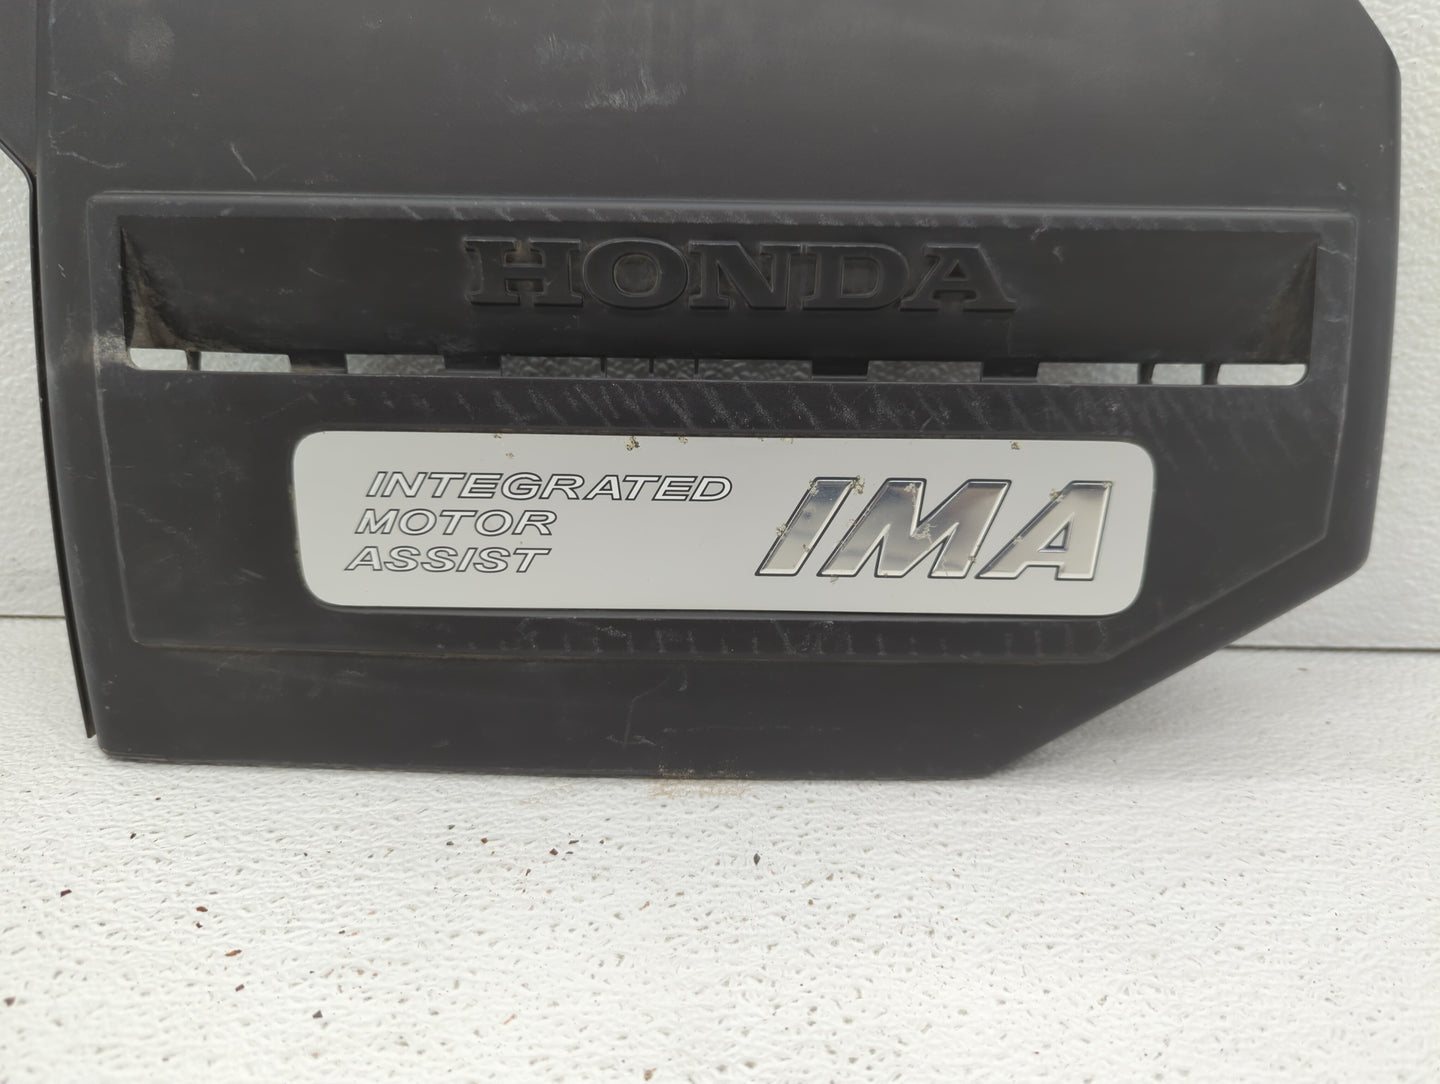 HONDA
INTEGRATED
MOTOR
ASSIST
IMA